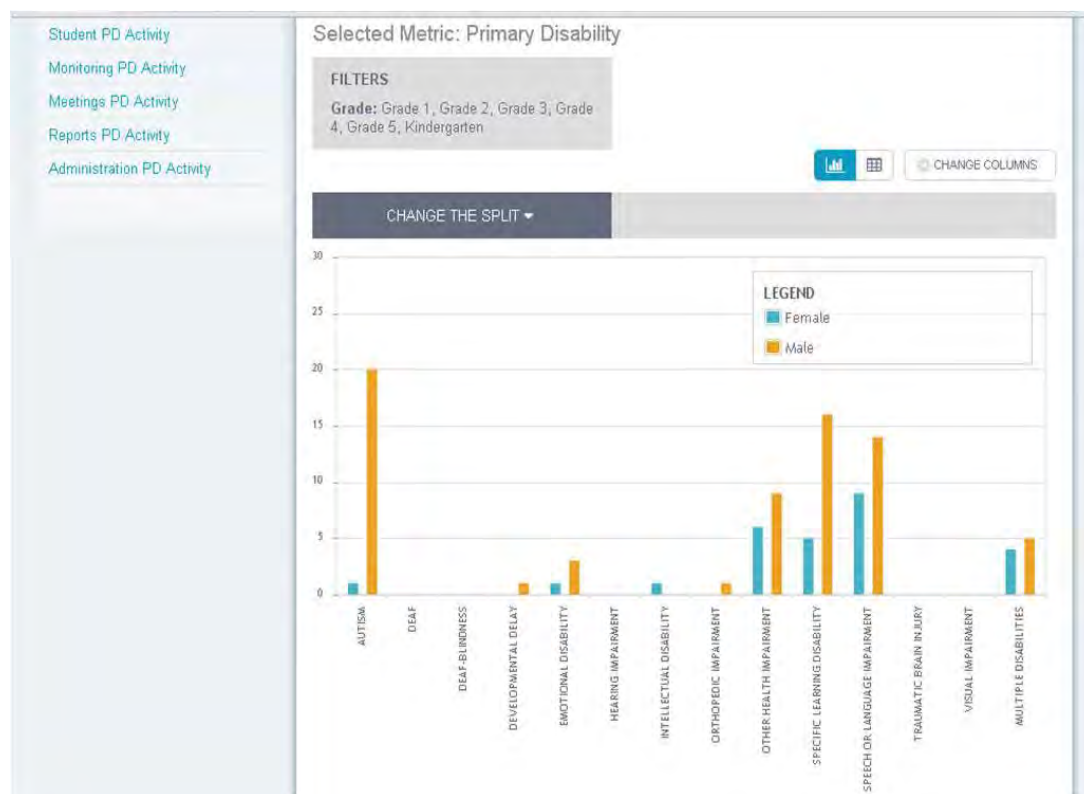 Student PD Activity
Monitoring PD Activity
Meetings PD Activity
Reports PD Activity
Administration PD Activity
Selected Metric: Primary Disability
FILTERS
Grade: Grade 1, Grade 2, Grade 3, Grade
4, Grade 5, Kindergarten
CHANGE COLUMNS
CHANGE THE SPLIT
30
25
20
15
10
5
0
LEGEND
Female
Male
AUTISM
DEAF
DEAF-BLINDNESS
DEVELOPMENTAL DELAY
EMOTIONAL DISABILITY
HEARING IMPAIRMENT
INTELLECTUAL DISABILITY
ORTHOPEDIC IMPAIRMENT
OTHER HEALTH IMPAIRMENT
SPECIFIC LEARNING DISABILITY
SPEECH OR LANGUAGE IMPAIRMENT
TRAUMATIC BRAIN INJURY
VISUAL IMPAIRMENT
MULTIPLE DISABILITIES